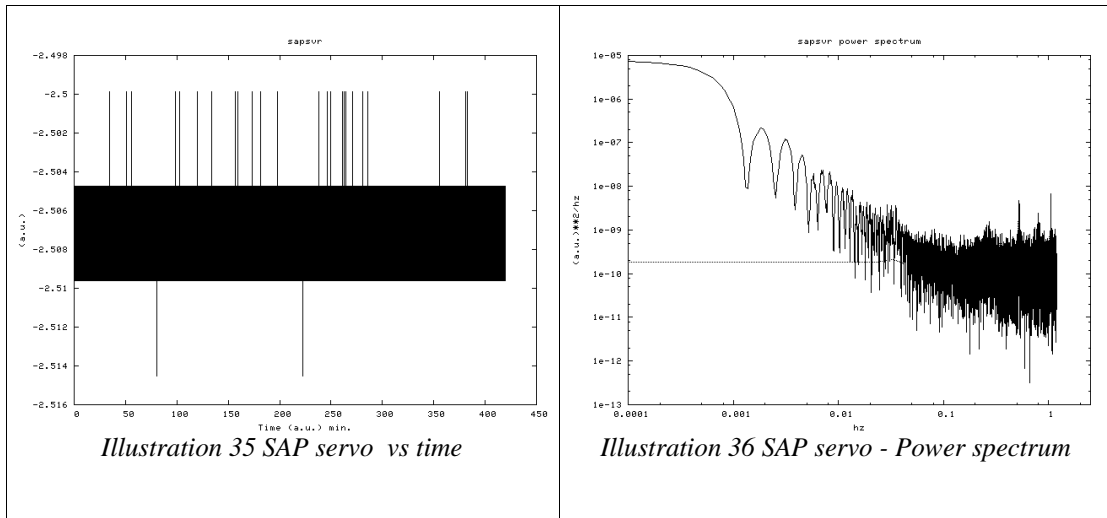 sapsvr
-2.498
-2.5
-2.502
-2.504
-2.506
-2.508
-2.51
-2.512
-2.514
-2.516
(a.u.)
0 50 100 150 200 250 300 350 400 450
Time (a.u.) min.
Illustration 35 SAP servo vs time
sapsvr power spectrum
1e-05
1e-06
1e-07
1e-08
1e-09
1e-10
1e-11
1e-12
1e-13
(a.u.)**2/hz
0.0001 0.001 0.01 0.1 1
hz
Illustration 36 SAP servo - Power spectrum